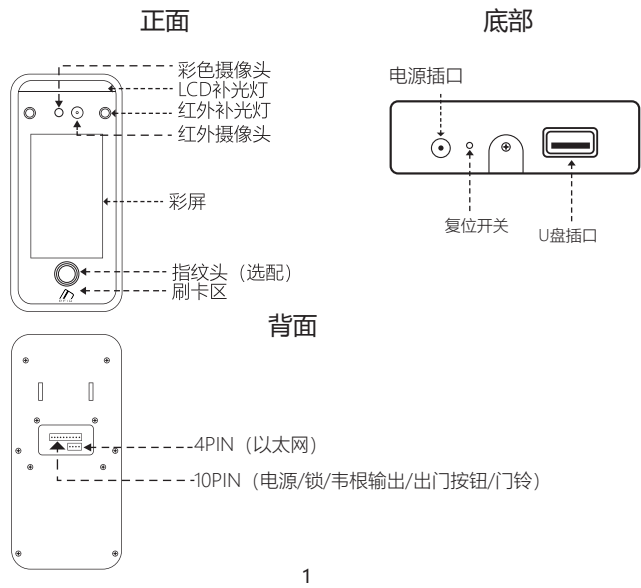 正面
彩色摄像头
LCD补光灯
红外补光灯
红外摄像头
彩屏
指纹头（选配）
刷卡区
底部
电源插口
复位开关
U盘插口
背面
4PIN（以太网）
10PIN（电源/锁/韦根输出/出门按钮/门铃）
1